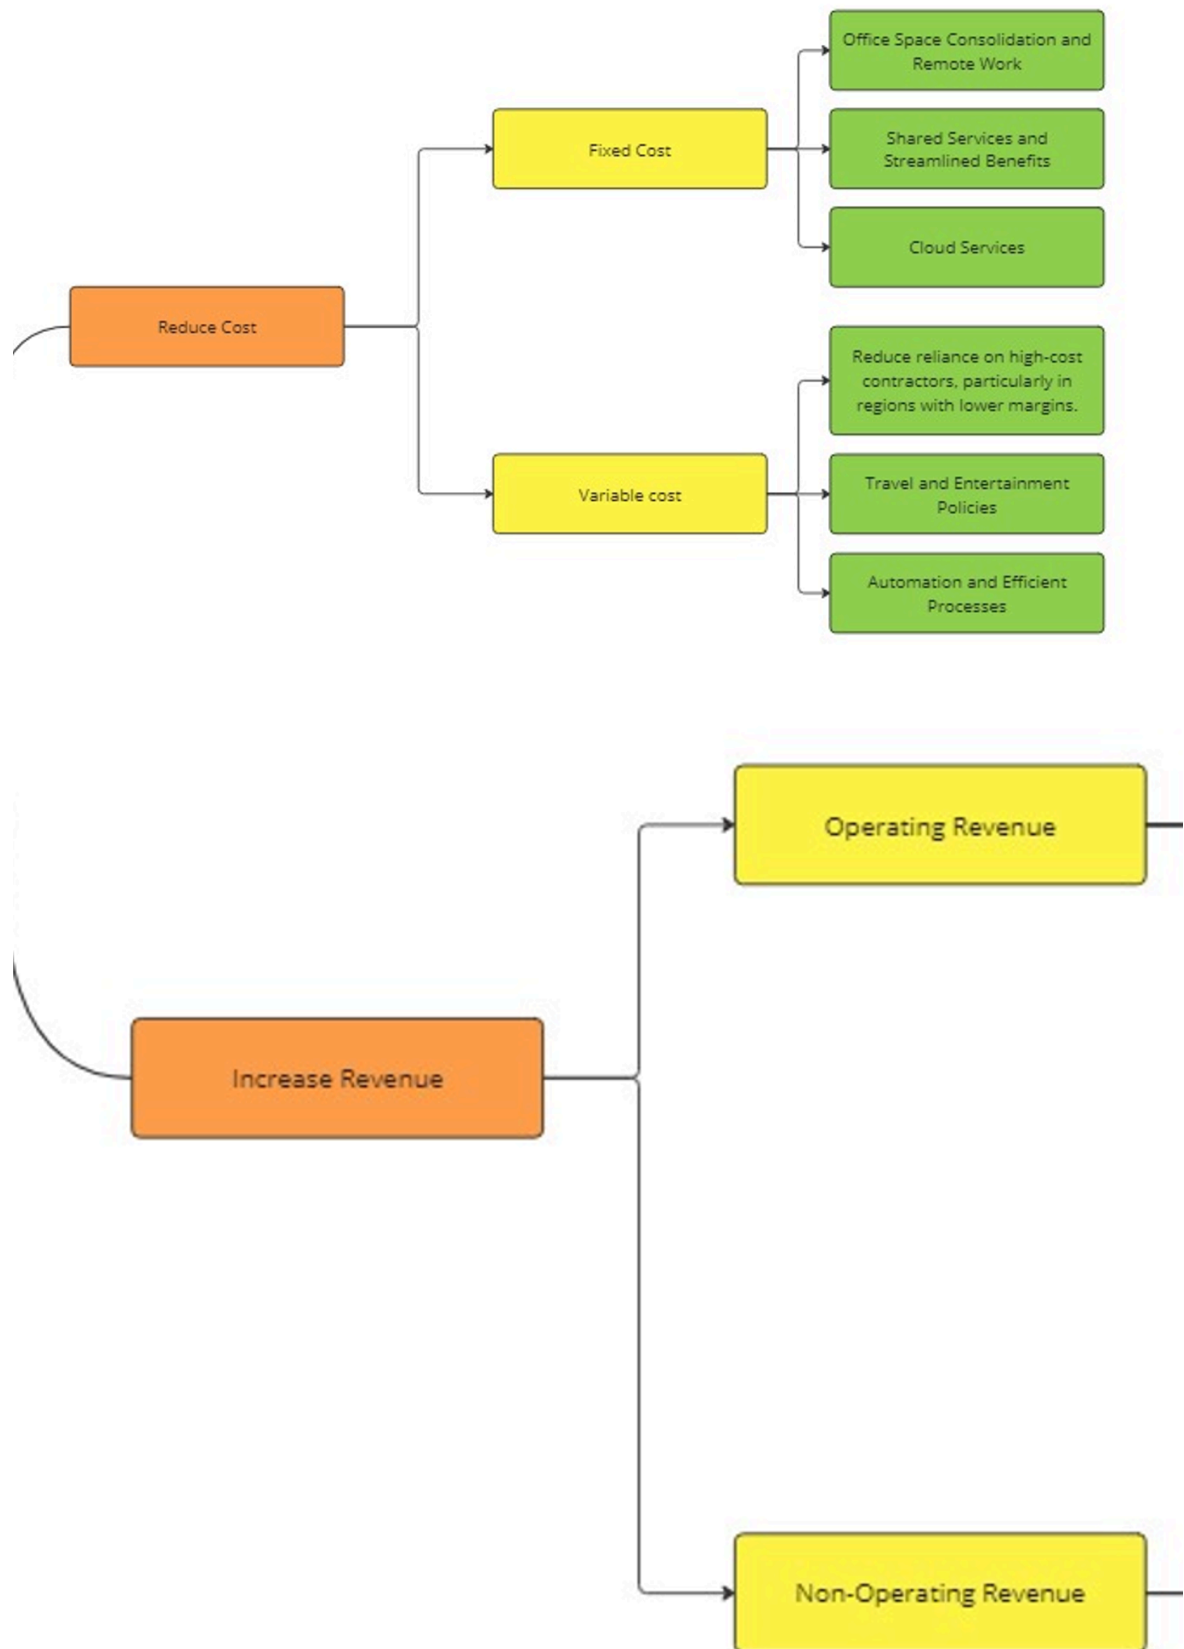 Office Space Consolidation and
Remote Work
Fixed Cost
Shared Services and
Streamlined Benefits
Cloud Services
Reduce Cost
Reduce reliance on high-cost
contractors, particularly in
regions with lower margins.
Variable cost
Travel and Entertainment
Policies
Automation and Efficient
Processes
Operating Revenue
Increase Revenue
Non-Operating Revenue